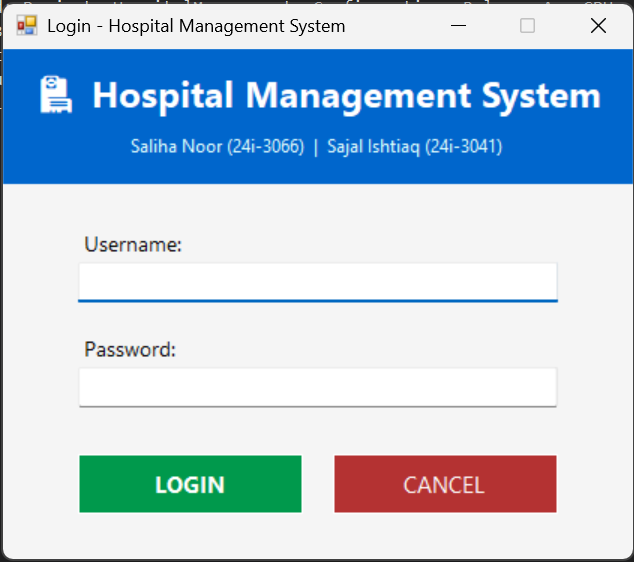 Login - Hospital Management System
Hospital Management System
Saliha Noor (24i-3066) | Sajal Ishtiaq (24i-3041)
Username:
Password:
LOGIN CANCEL